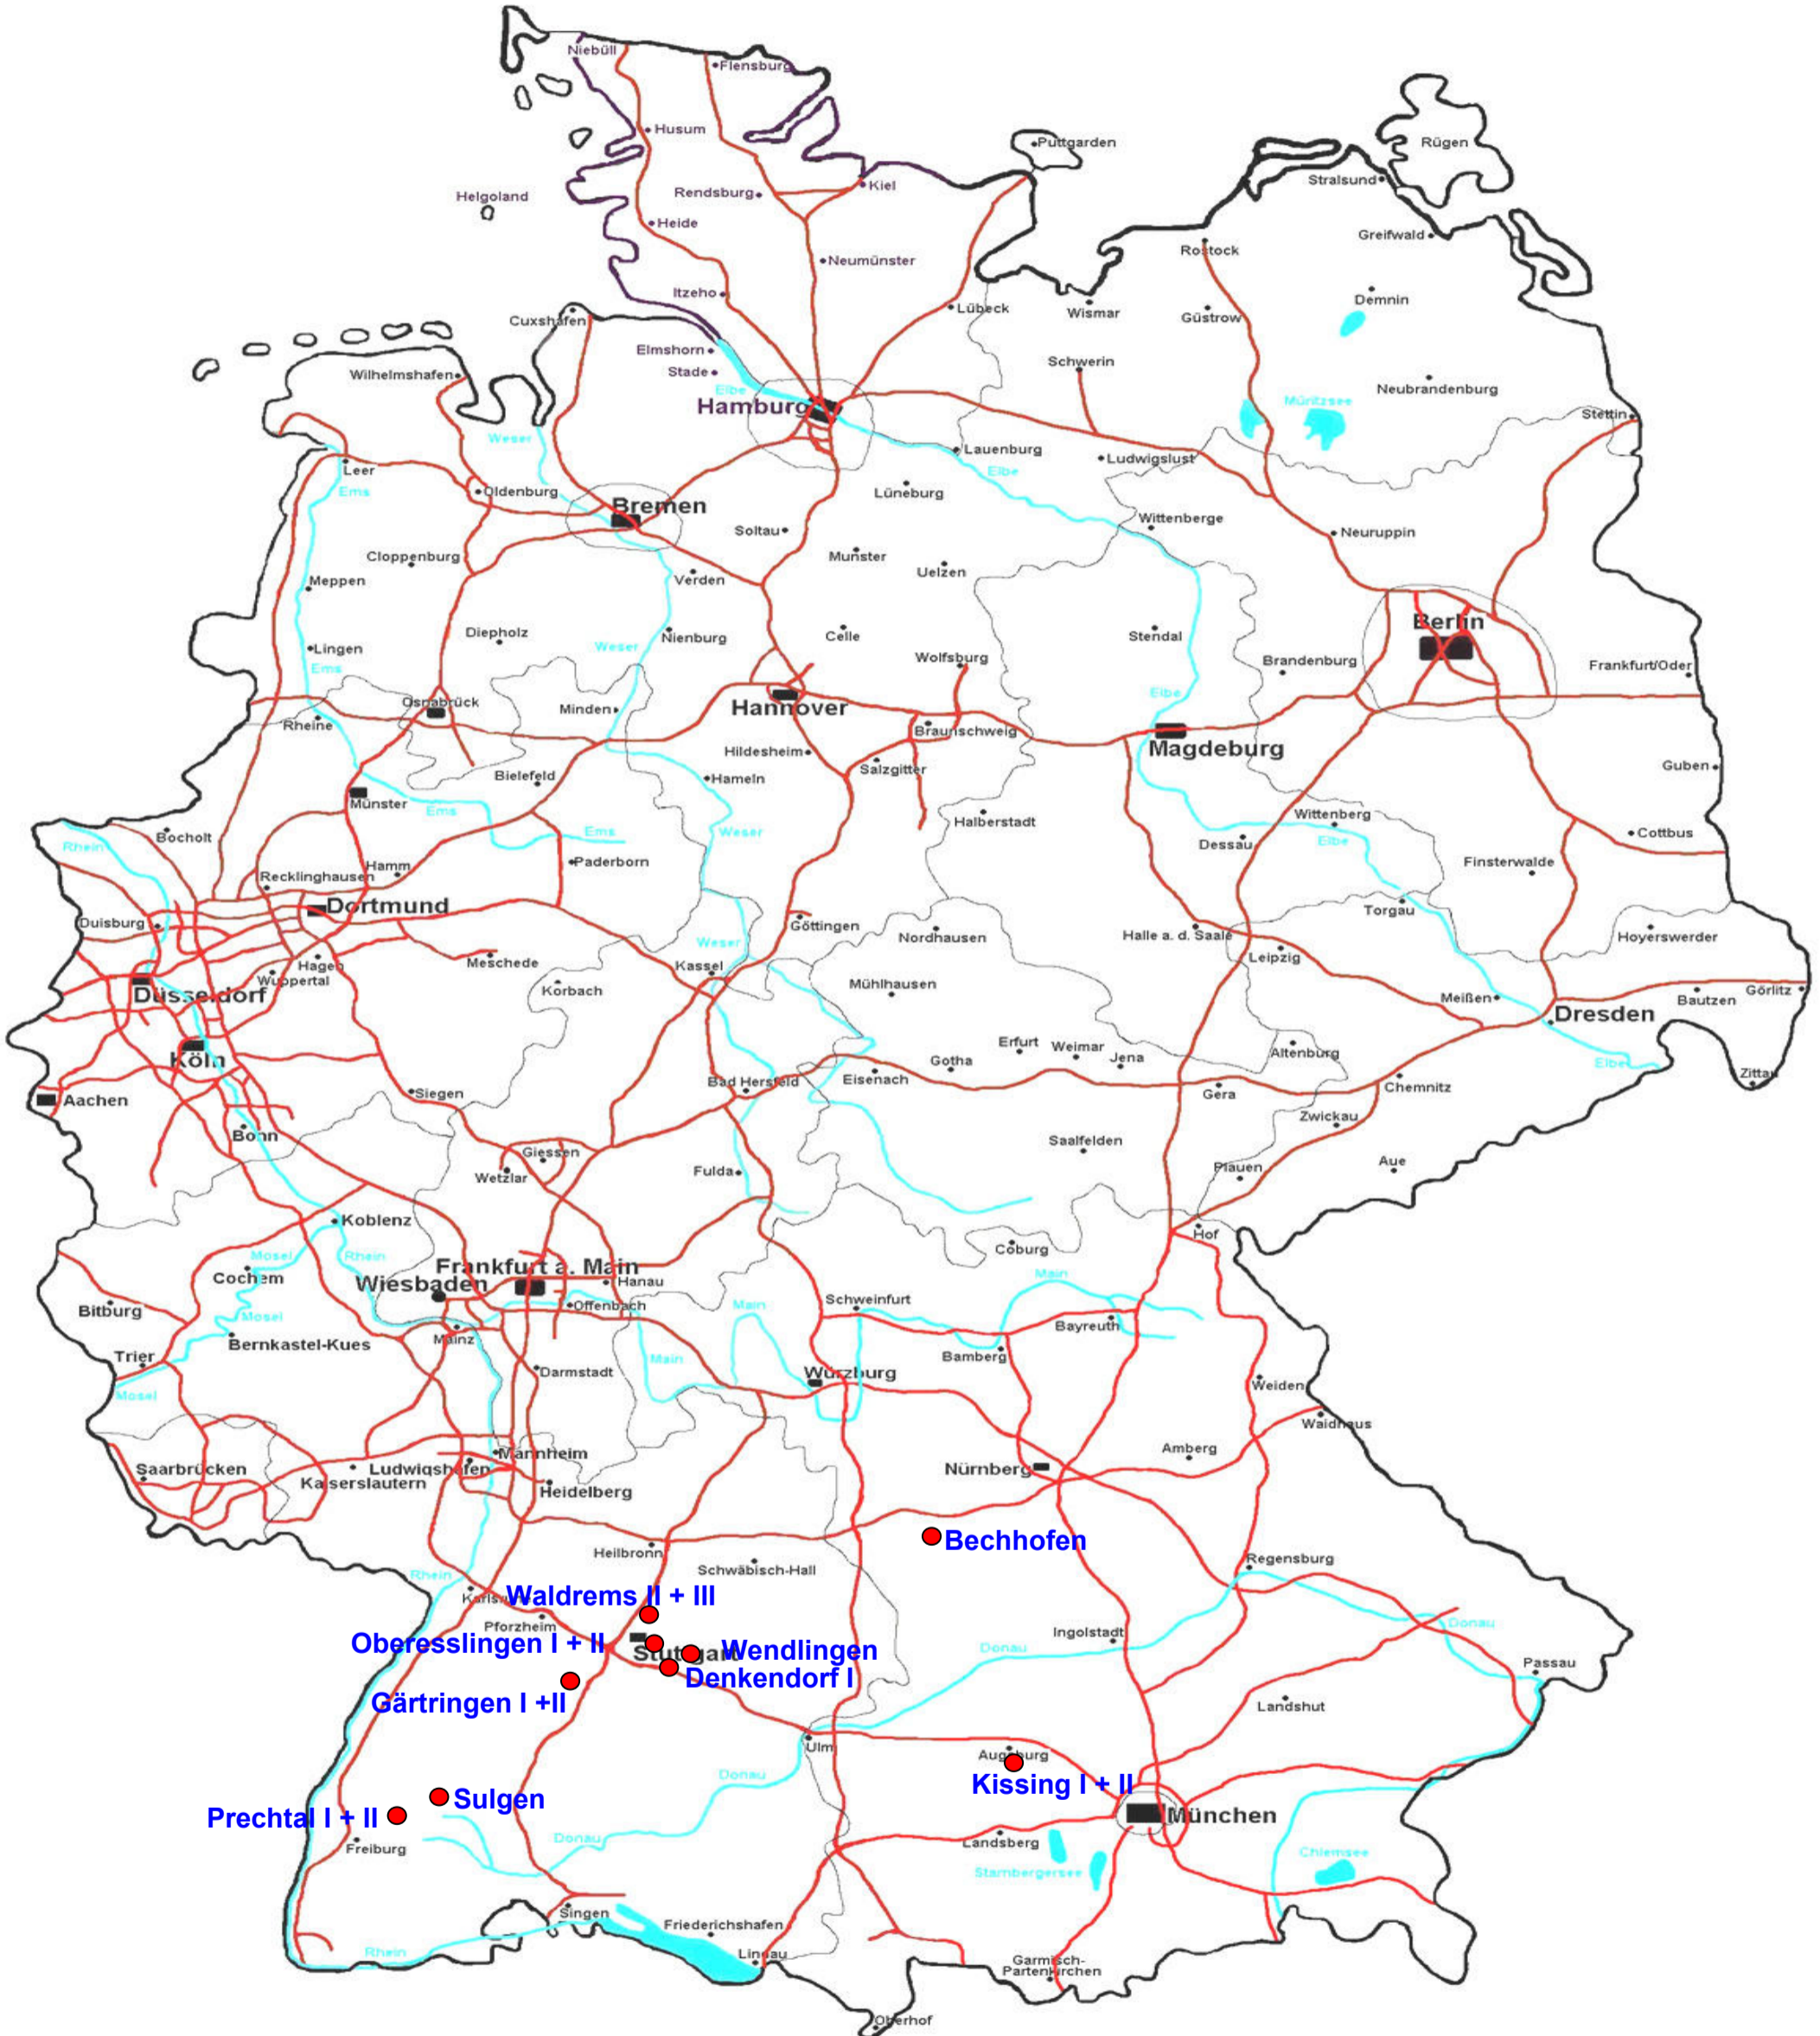 Niebüll
Flensburg
Husum
Puttgarden
Rügen
Stralsund
Kiel
Rendsburg
Helgoland
Heide
Greifwald
Rostock
Neumünster
Itzeho
Demnin
Lübeck
Wismar
Güstrow
Cuxshafen
Elmshorn
Schwerin
Stade
Wilhelmshafen
Elbe
Neubrandenburg
Müritzsee
Hamburg
Stettin
Weser
Lauenburg
Ludwigslust
Leer
Elbe
Ems
Oldenburg
Lüneburg
Bremen
Wittenberge
Soltau
Neuruppin
Cloppenburg
Munster
Uelzen
Meppen
Verden
Berlin
Diepholz
Nienburg
Celle
Stendal
Weser
Lingen
Wolfsburg
Brandenburg
Frankfurt/Oder
Ems
Elbe
Osnabrück
Minden
Hannover
Rheine
Braunschweig
Magdeburg
Hildesheim
Salzgitter
Guben
Bielefeld
Hameln
Münster
Ems
Halberstadt
Wittenberg
Weser
Ems
Cottbus
Bocholt
Elbe
Rhein
Dessau
Paderborn
Finsterwalde
Hamm
Recklinghausen
Dortmund
Torgau
Duisburg
Göttingen
Halle a. d. Saale
Nordhausen
Hoyerswerder
Weser
Leipzig
Meschede
Hagen
Kassel
Wuppertal
Mühlhausen
Korbach
Düsseldorf
Meißen
Bautzen
Görlitz
Dresden
Erfurt
Weimar
Jena
Altenburg
Köln
Gotha
Elbe
Eisenach
Zittau
Bad Hersfeld
Chemnitz
Siegen
Gera
Aachen
Zwickau
Bonn
Saalfelden
Giessen
Aue
Plauen
Fulda
Wetzlar
Koblenz
Hof
Coburg
Mosel
Rhein
Frankfurt a. Main
Main
Cochem
Wiesbaden
Hanau
Schweinfurt
Bitburg
Offenbach
Main
Mosel
Bayreuth
Mainz
Bernkastel-Kues
Trier
Bamberg
Main
Darmstadt
Würzburg
Weiden
Mosel
Waidhaus
Amberg
Mannheim
Saarbrücken
Ludwigshafen
Nürnberg
Kaiserslautern
Heidelberg
Bechhofen
Heilbronn
Regensburg
Schwäbisch-Hall
Rhein
Waldrems II + III
Karlsruhe
Pforzheim
Donau
Ingolstadt
Oberesslingen I + II
Stuttgart
Wendlingen
Donau
Passau
Denkendorf I
Gärtringen I +II
Landshut
Ulm
Augsburg
Donau
Kissing I + II
Sulgen
Prechtal I + II
München
Donau
Landsberg
Freiburg
Chiemsee
Starnbergersee
Singen
Friederichshafen
Rhein
Lindau
Garmisch-
Partenkirchen
Oberhof